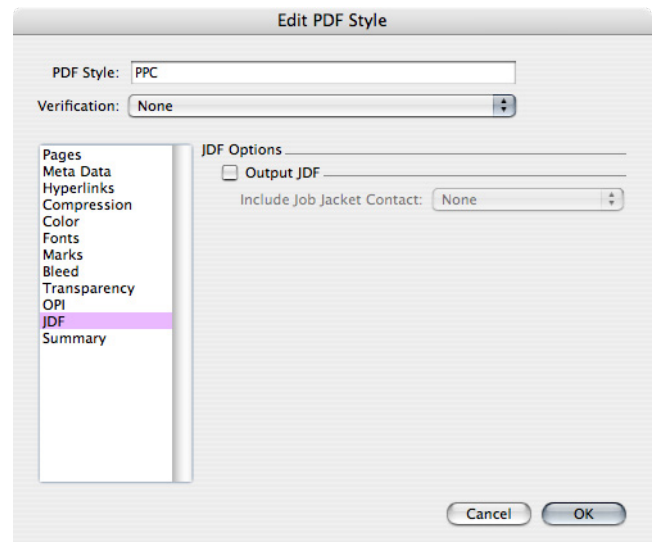 Edit PDF Style
PDF Style: PPC
Verification: None
Pages
Meta Data
Hyperlinks
Compression
Color
Fonts
Marks
Bleed
Transparency
OPI
JDF
Summary
JDF Options
Output JDF
Include Job Jacket Contact: None
Cancel OK